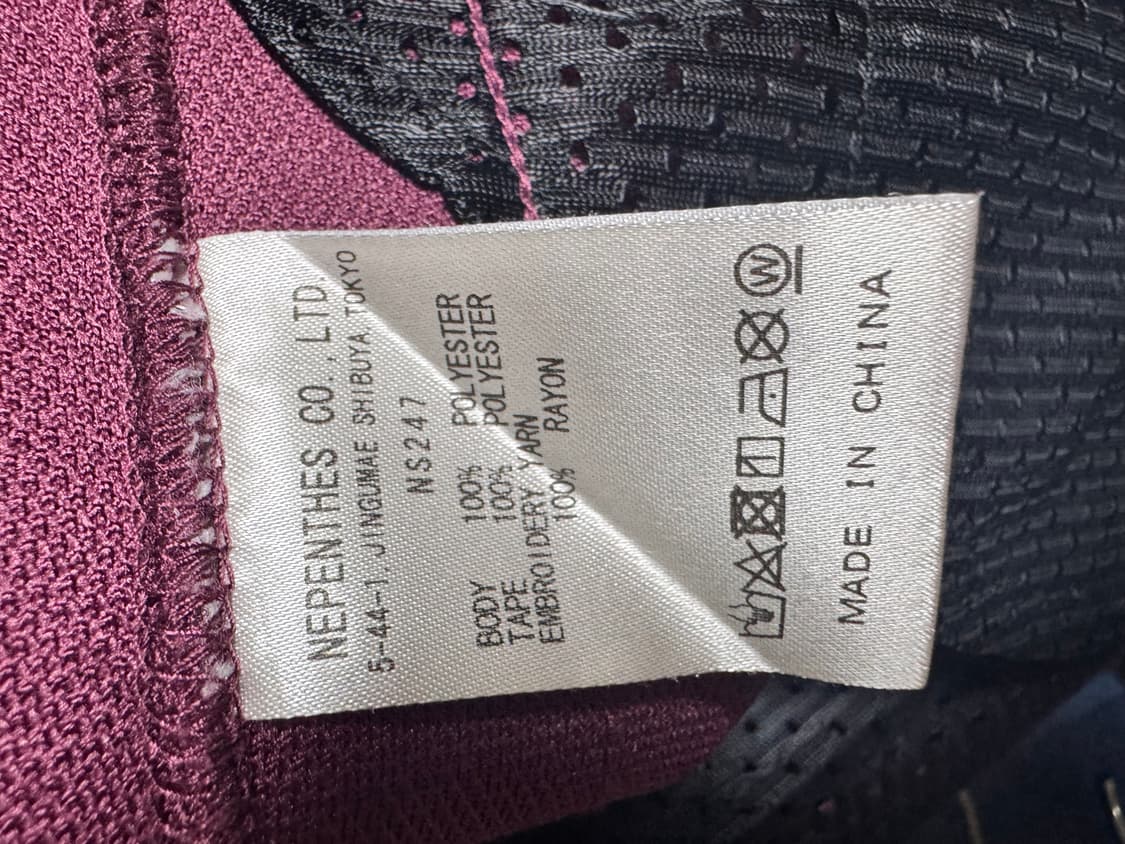 NEPENTHES CO., LTD
5-44-1, JINGUMAE SHIBUYA TOKYO
NS247
BODY 100% POLYESTER
TAPE 100% POLYESTER
EMBROIDERY YARN
100% RAYON
W
MADE IN CHINA